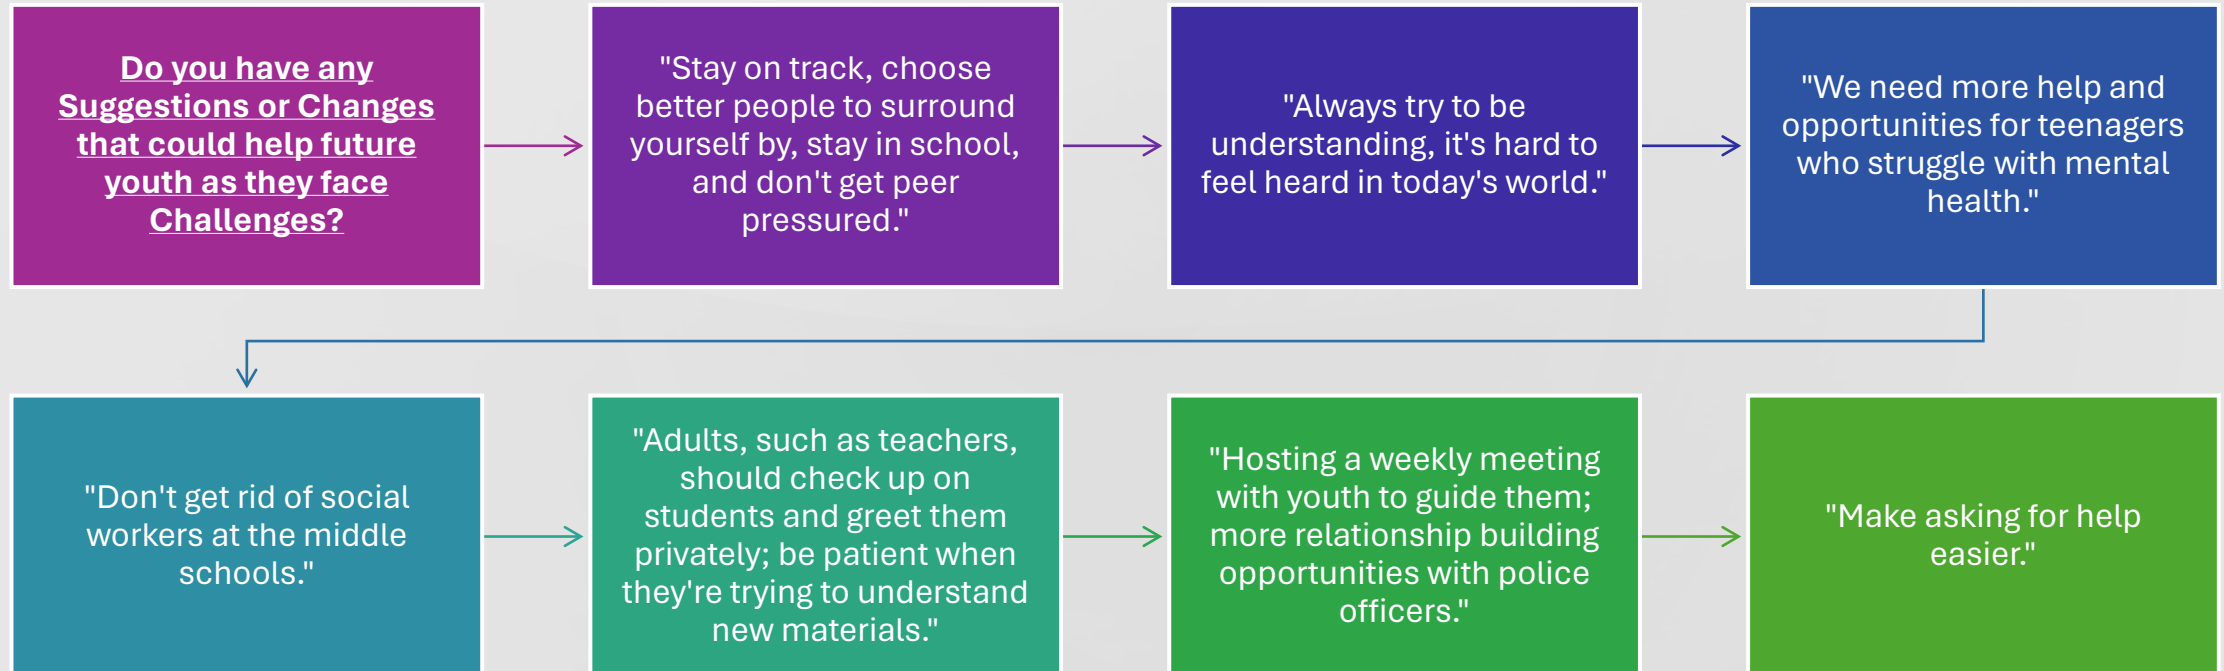 Do you have any
Suggestions or Changes
that could help future
youth as they face
Challenges?
"Stay on track, choose
better people to surround
yourself by, stay in school,
and don't get peer
pressured."
"Always try to be
understanding, it's hard to
feel heard in today's world."
"We need more help and
opportunities for teenagers
who struggle with mental
health."
"Don't get rid of social
workers at the middle
schools."
"Adults, such as teachers,
should check up on
students and greet them
privately; be patient when
they're trying to understand
new materials."
"Hosting a weekly meeting
with youth to guide them;
more relationship building
opportunities with police
officers."
"Make asking for help
easier."